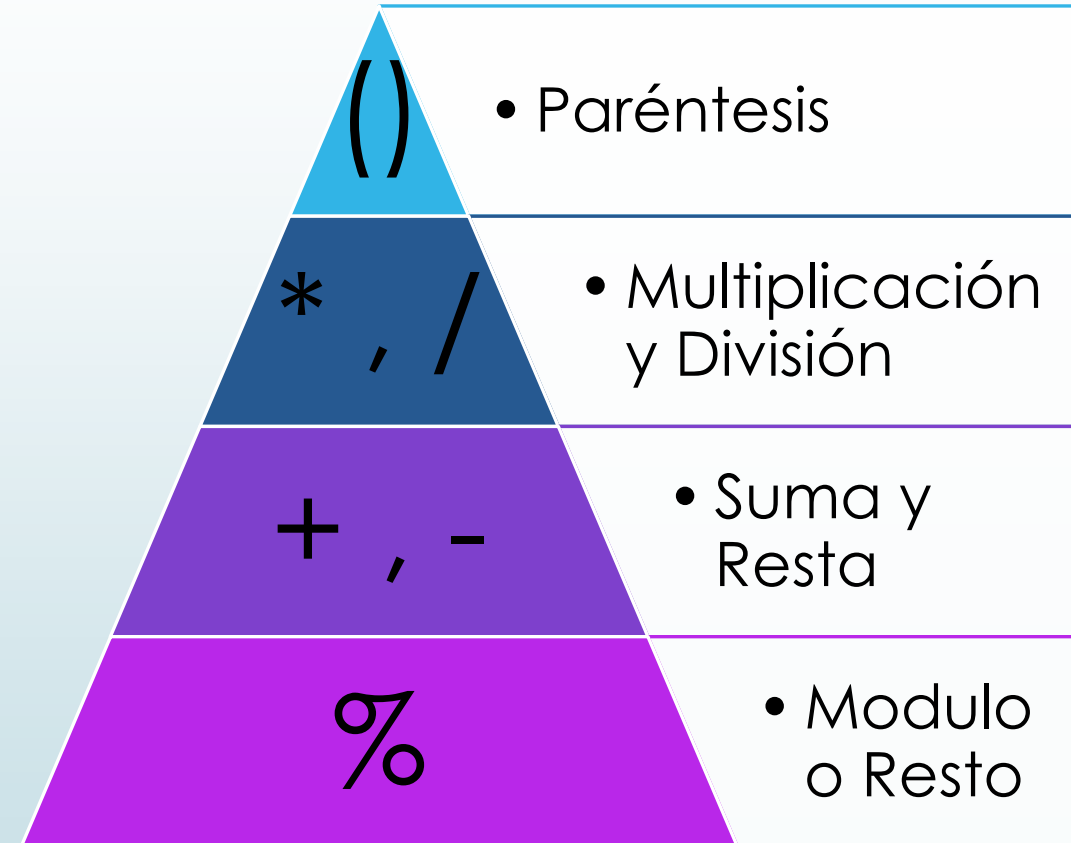 ()
• Paréntesis
* , /
• Multiplicación
y División
+ , -
• Suma y
Resta
%
• Modulo
o Resto